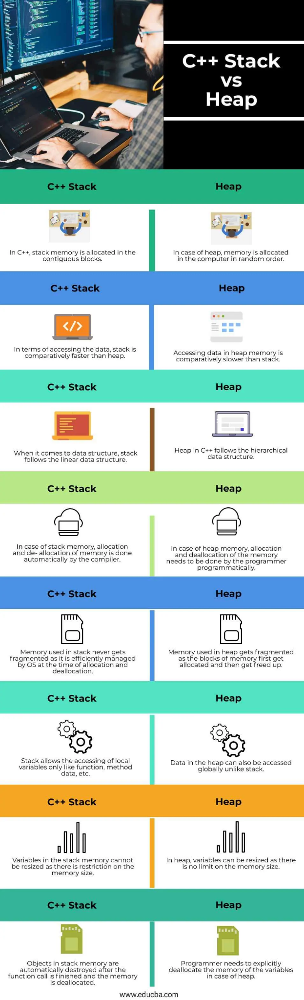 C++ Stack
vs
Heap
C++ Stack
Heap
In C++, stack memory is allocated in the
contiguous blocks.
In case of heap, memory is allocated
in the computer in random order.
C++ Stack
Heap
In terms of accessing the data, stack is
comparatively faster than heap.
Accessing data in heap memory is
comparatively slower than stack.
C++ Stack
Heap
When it comes to data structure, stack
follows the linear data structure.
Heap in C++ follows the hierarchical
data structure.
C++ Stack
Heap
In case of stack memory, allocation
and de- allocation of memory is done
automatically by the compiler.
In case of heap memory, allocation
and deallocation of the memory
needs to be done by the programmer
programmatically.
C++ Stack
Heap
Memory used in stack never gets
fragmented as it is efficiently managed
by OS at the time of allocation and
deallocation.
Memory used in heap gets fragmented
as the blocks of memory first get
allocated and then get freed up.
C++ Stack
Heap
Stack allows the accessing of local
variables only like function, method
data, etc.
Data in the heap can also be accessed
globally unlike stack.
C++ Stack
Heap
Variables in the stack memory cannot
be resized as there is restriction on the
memory size.
In heap, variables can be resized as there
is no limit on the memory size.
C++ Stack
Heap
Objects in stack memory are
automatically destroyed after the
function call is finished and the memory
is deallocated.
Programmer needs to explicitly
deallocate the memory of the variables
in case of heap.
www.educba.com